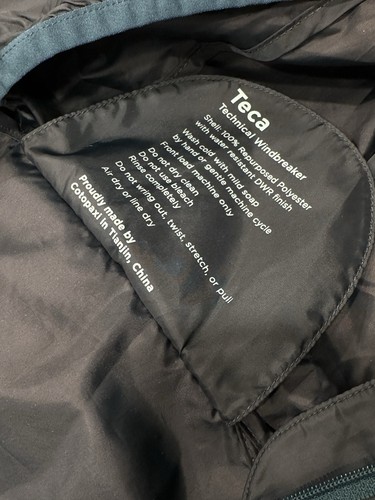 Teca
Technical Windbreaker
Shell: 100% Repurposed Polyester
with water resistant DWR finish
Wash cold with mild soap
by hand or gentle machine cycle
Front load machine only
Do not dry clean
Do not use bleach
Rinse completely
Do not wring out, twist, stretch, or pull
Air dry or line dry
Proudly made by
Cotopaxi in Tianjin, China